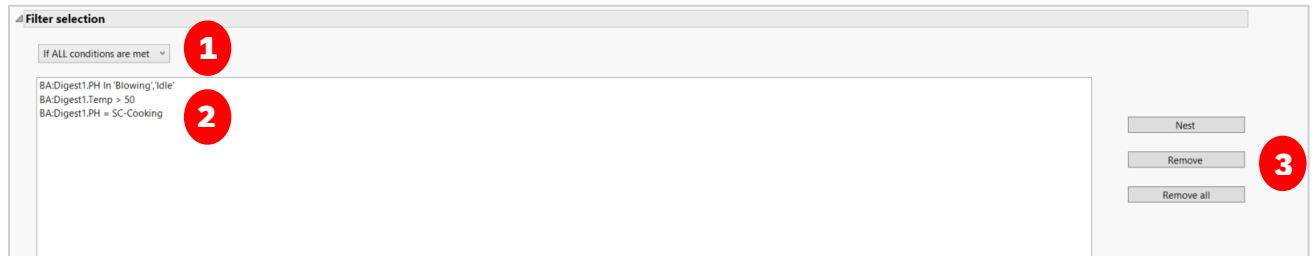 Filter selection
If ALL conditions are met
1
BA:Digest1.PH In 'Blowing','Idle'
BA:Digest1.Temp > 50
BA:Digest1.PH = SC-Cooking
2
Nest
Remove
3
Remove all